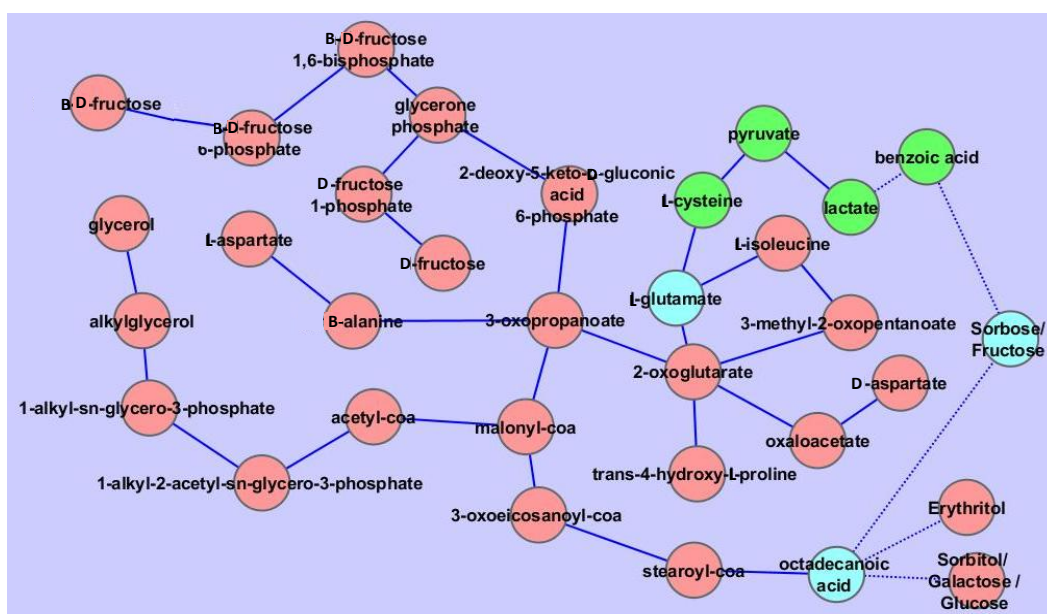 B-D-fructose
1,6-bisphosphate
B-D-fructose
glycerone
phosphate
B-D-fructose
6-phosphate
pyruvate
benzoic acid
2-deoxy-5-keto-D-gluconic
acid
6-phosphate
D-fructose
1-phosphate
L-cysteine
lactate
glycerol
L-aspartate
D-fructose
L-isoleucine
L-glutamate
alkylglycerol
B-alanine
3-oxopropanoate
3-methyl-2-oxopentanoate
Sorbose/
Fructose
2-oxoglutarate
D-aspartate
1-alkyl-sn-glycero-3-phosphate
acetyl-coa
malonyl-coa
oxaloacetate
1-alkyl-2-acetyl-sn-glycero-3-phosphate
trans-4-hydroxy-L-proline
3-oxoeicosanoyl-coa
Erythritol
stearoyl-coa
octadecanoic
acid
Sorbitol/
Galactose /
Glucose